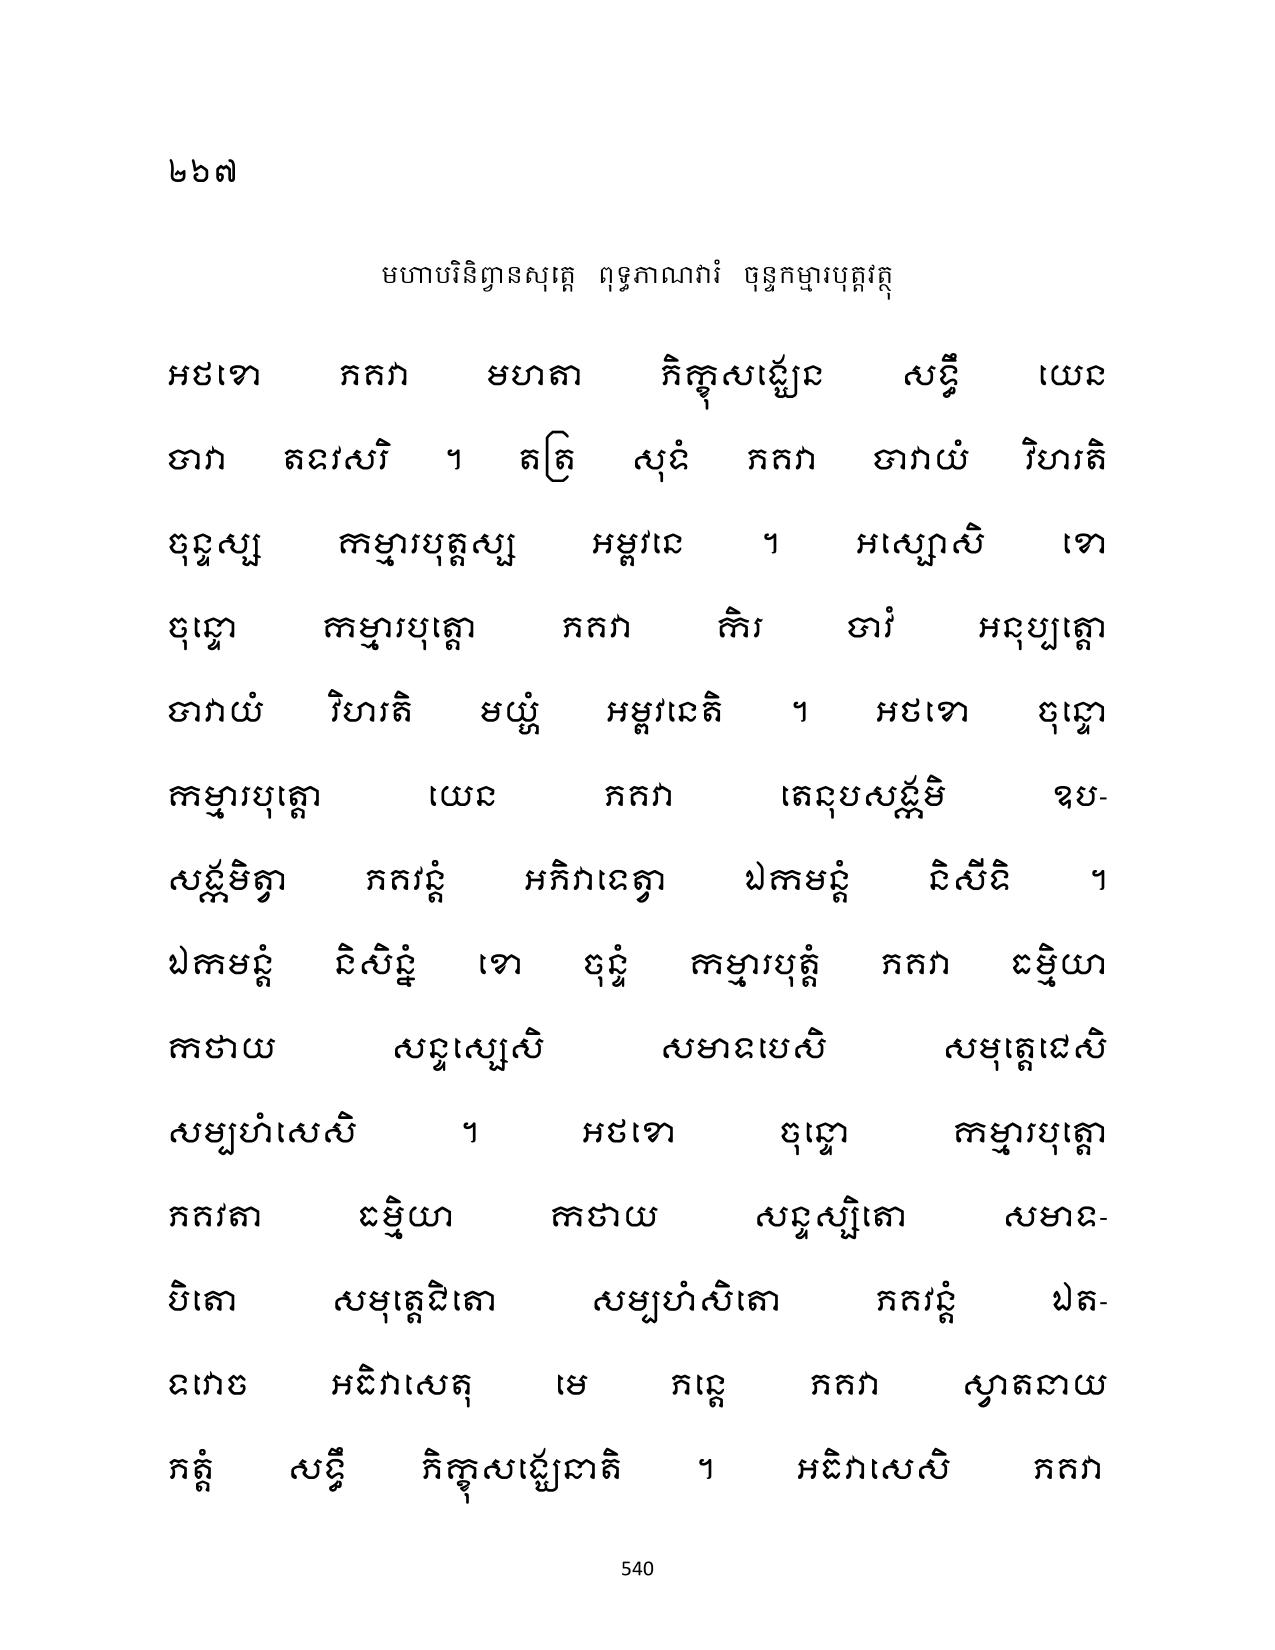 ២៦៧
មហាបរិនិព្វានសុត្តេ ពុទ្ធភាណវារំ ចុន្ទកម្មារបុត្តវត្ថុ
អថខោ ភគវា មហតា ភិក្ខុសង្ឃេន សទ្ធឹ យេន
បាវា តទវសរិ ។ តត្រ សុទំ ភគវា បាវាយំ វិហរតិ
ចុន្ទស្ស កម្មារបុត្តស្ស អម្ពវនេ ។ អស្សោសិ ខោ
ចុន្ទោ កម្មារបុត្តោ ភគវា កិរ បាវំ អនុប្បត្តោ
បាវាយំ វិហរតិ មយ្ហំ អម្ពវនេតិ ។ អថខោ ចុន្ទោ
កម្មារបុត្តោ យេន ភគវា តេនុបសង្កមិ ឧប-
សង្កមិត្វា ភគវន្តំ អភិវាទេត្វា ឯកមន្តំ និសីទិ ។
ឯកមន្តំ និសិន្នំ ខោ ចុន្ទំ កម្មារបុត្តំ ភគវា ធម្មិយា
កថាយ សន្ទស្សេសិ សមាទបេសិ សមុត្តេជេសិ
សម្បហំសេសិ ។ អថខោ ចុន្ទោ កម្មារបុត្តោ
ភគវតា ធម្មិយា កថាយ សន្ទស្សិតោ សមាទ-
បិតោ សមុត្តេជិតោ សម្បហំសិតោ ភគវន្តំ ឯត-
ទវោច អធិវាសេតុ មេ ភន្តេ ភគវា ស្វាតនាយ
ភត្តំ សទ្ធឹ ភិក្ខុសង្ឃេនាតិ ។ អធិវាសេសិ ភគវា
540